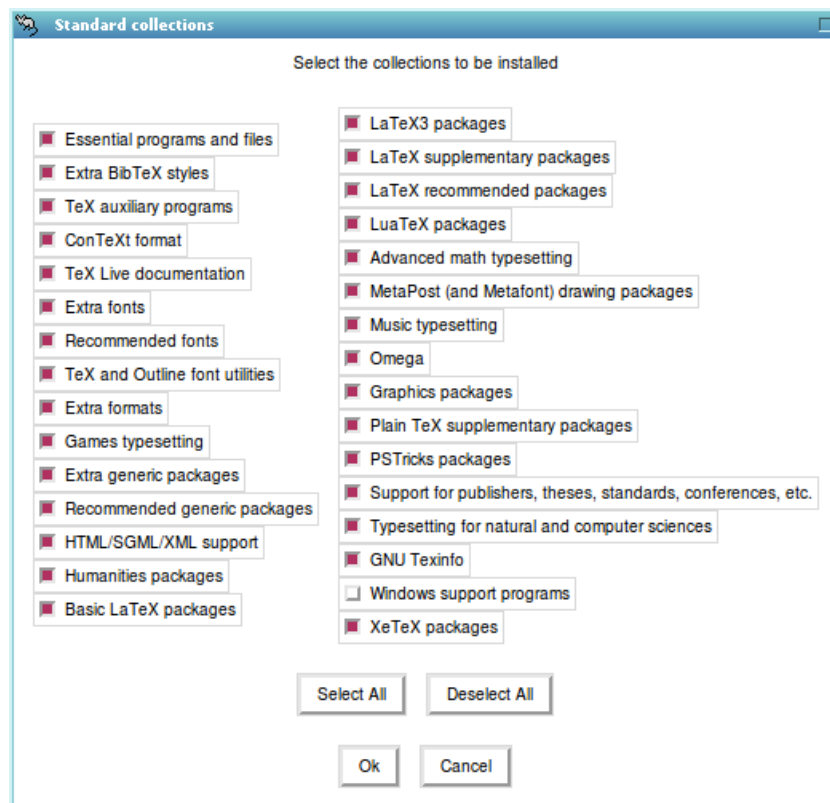 Standard collections
Select the collections to be installed
Essential programs and files
Extra BibTeX styles
TeX auxiliary programs
ConTeXt format
TeX Live documentation
Extra fonts
Recommended fonts
TeX and Outline font utilities
Extra formats
Games typesetting
Extra generic packages
Recommended generic packages
HTML/SGML/XML support
Humanities packages
Basic LaTeX packages
LaTeX3 packages
LaTeX supplementary packages
LaTeX recommended packages
LuaTeX packages
Advanced math typesetting
MetaPost (and Metafont) drawing packages
Music typesetting
Omega
Graphics packages
Plain TeX supplementary packages
PSTricks packages
Support for publishers, theses, standards, conferences, etc.
Typesetting for natural and computer sciences
GNU Texinfo
Windows support programs
XeTeX packages
Select All Deselect All
Ok Cancel